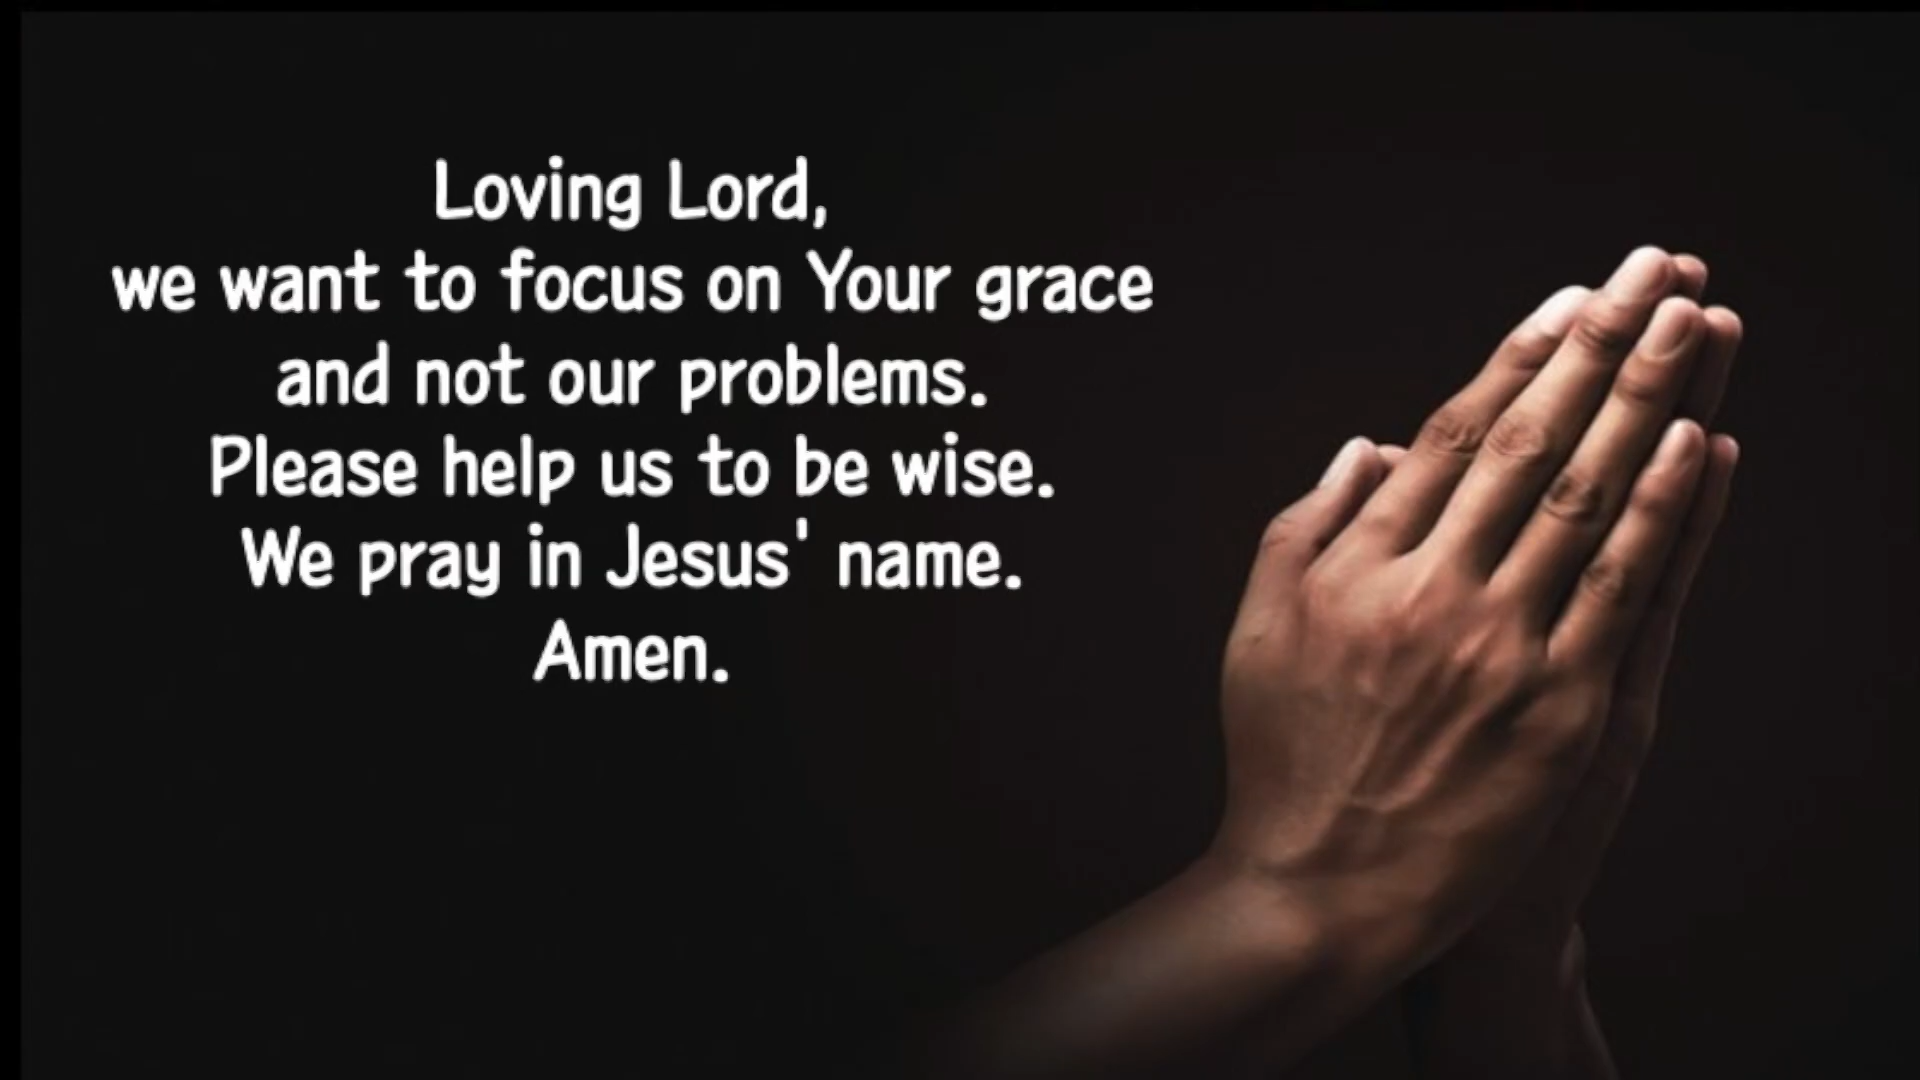 Loving Lord,
we want to focus on Your grace
and not our problems.
Please help us to be wise.
We pray in Jesus' name.
Amen.